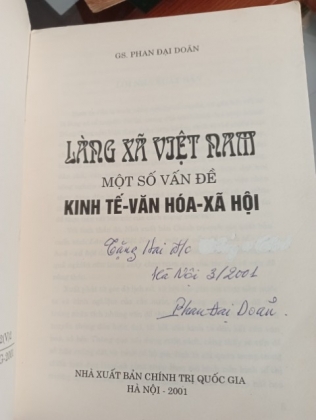 GS. PHAN ĐẠI DOÃN
LÀNG XÃ VIỆT NAM
MỘT SỐ VẤN ĐỀ
KINH TẾ-VĂN HÓA-XÃ HỘI
Tặng Hai
Hà Nội 3/2001
Phan Đại Doãn.
NHÀ XUẤT BẢN CHÍNH TRỊ QUỐC GIA
HÀ NỘI - 2001